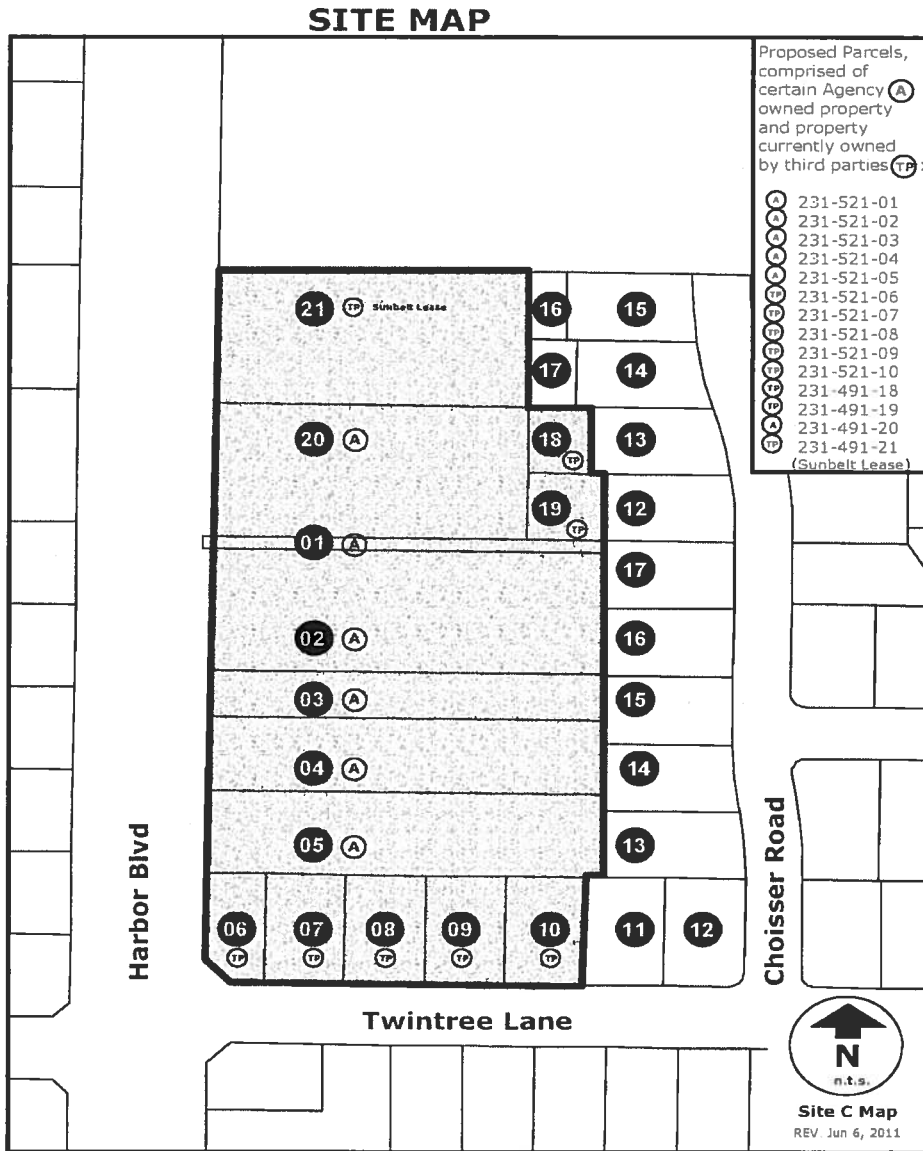 SITE MAP
Proposed Parcels,
comprised of
certain Agency A
owned property
and property
currently owned
by third parties TP :
A 231-521-01
A 231-521-02
A 231-521-03
A 231-521-04
A 231-521-05
TP 231-521-06
TP 231-521-07
TP 231-521-08
TP 231-521-09
TP 231-521-10
TP 231-491-18
TP 231-491-19
A 231-491-20
TP 231-491-21
(Sunbelt Lease)
21 TP Sunbelt Lease
16
15
17
14
20 A
18 TP
13
19 TP
12
01 A
17
02 A
16
03 A
15
04 A
14
05 A
13
06 TP
07 TP
08 TP
09 TP
10 TP
11
12
Harbor Blvd
Choisser Road
Twintree Lane
N
n.t.s.
Site C Map
REV. Jun 6, 2011